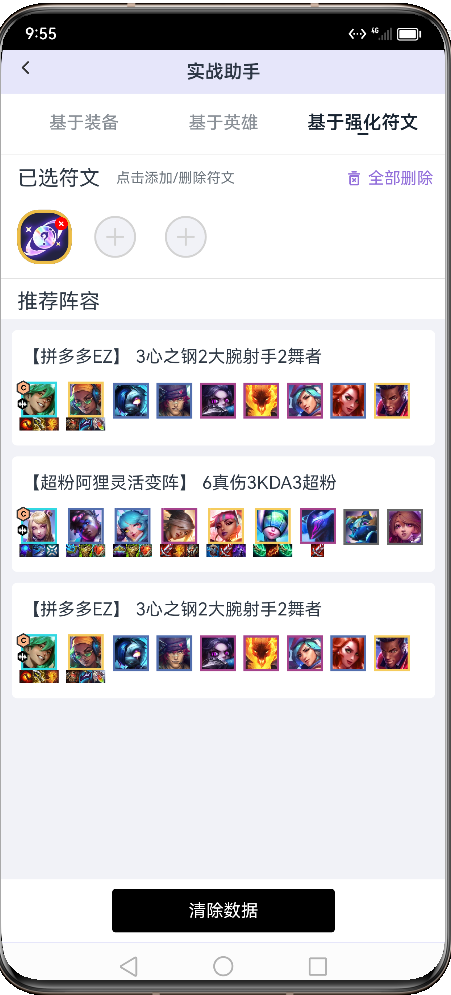 9:55
4G
实战助手
基于装备
基于英雄
基于强化符文
已选符文 点击添加/删除符文 全部删除
推荐阵容
【拼多多EZ】 3心之钢2大腕射手2舞者
C
【超粉阿狸灵活变阵】 6真伤3KDA3超粉
C
【拼多多EZ】 3心之钢2大腕射手2舞者
C
清除数据